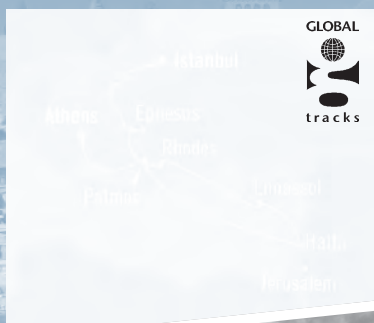 GLOBAL
g
tracks
Istanbul
Athens
Ephesus
Rhodes
Patmos
Limassol
Haifa
Jerusalem